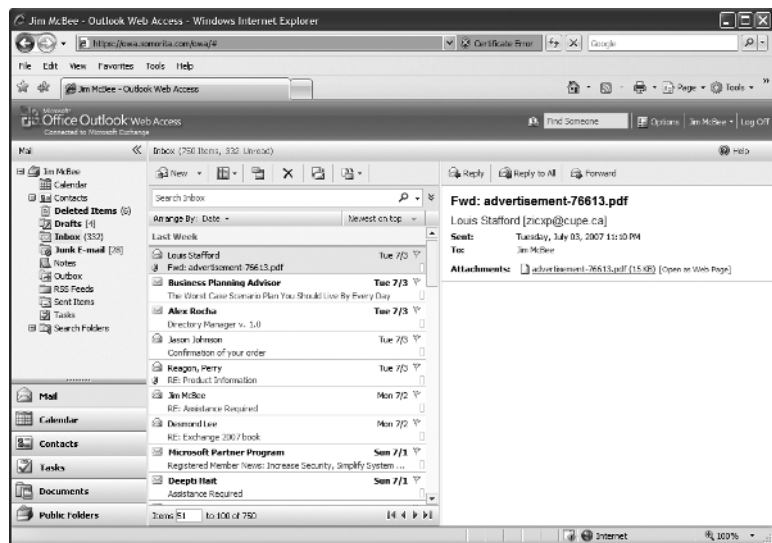 Jim McBee - Outlook Web Access - Windows Internet Explorer
https://owa.somorita.com/owa/#
Certificate Error
Google
File Edit View Favorites Tools Help
Jim McBee - Outlook Web Access
Page Tools
Microsoft
Office Outlook Web Access
Connected to Microsoft Exchange
Find Someone
Options
Jim McBee
Log Off
Mail
Inbox (750 Items, 332 Unread)
Help
Jim McBee
Calendar
Contacts
Deleted Items (6)
Drafts [4]
Inbox (332)
Junk E-mail [28]
Notes
Outbox
RSS Feeds
Sent Items
Tasks
Search Folders
Mail
Calendar
Contacts
Tasks
Documents
Public Folders
New
Search Inbox
Arrange By: Date Newest on top
Last Week
Louis Stafford Tue 7/3
Fwd: advertisement-76613.pdf
Business Planning Advisor Tue 7/3
The Worst Case Scenario Plan You Should Live By Every Day
Alex Rocha Tue 7/3
Directory Manager v. 1.0
Jason Johnson Tue 7/3
Confirmation of your order
Reagon, Perry Tue 7/3
RE: Product Information
Jim McBee Mon 7/2
RE: Assistance Required
Desmond Lee Mon 7/2
RE: Exchange 2007 book
Microsoft Partner Program Sun 7/1
Registered Member News: Increase Security, Simplify System ...
Deepti Hait Sun 7/1
Assistance Required
Items 51 to 100 of 750
Reply Reply to All Forward
Fwd: advertisement-76613.pdf
Louis Stafford [zicxp@cupe.ca]
Sent: Tuesday, July 03, 2007 11:10 PM
To: Jim McBee
Attachments: advertisement-76613.pdf (15 KB) [Open as Web Page]
Internet
100%